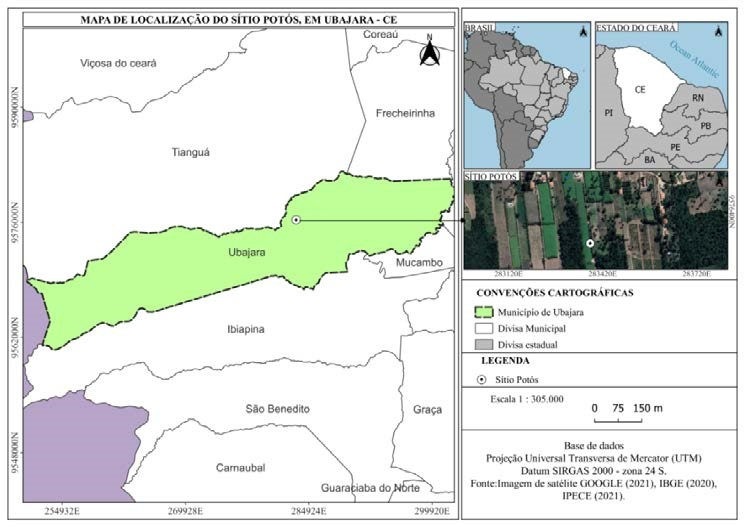 MAPA DE LOCALIZAÇÃO DO SÍTIO POTÓS, EM UBAJARA - CE
Coreaú
N
Viçosa do ceará
Frecheirinha
Tianguá
Ubajara
Mucambo
Ibiapina
São Benedito
Graça
Carnaubal
Guaraciaba do Norte
9590000N
9576000N
9562000N
9548000N
254932E
269928E
284924E
299920E
BRASIL
ESTADO DO CEARÁ
Ocean Atlantic
CE
RN
PI
PB
PE
BA
SÍTIO POTÓS
9576400N
283120E
283420E
283720E
CONVENÇÕES CARTOGRÁFICAS
Município de Ubajara
Divisa Municipal
Divisa estadual
LEGENDA
Sítio Potós
Escala 1 : 305.000
0 75 150 m
Base de dados
Projeção Universal Transversa de Mercator (UTM)
Datum SIRGAS 2000 - zona 24 S.
Fonte:Imagem de satélite GOOGLE (2021), IBGE (2020),
IPECE (2021).